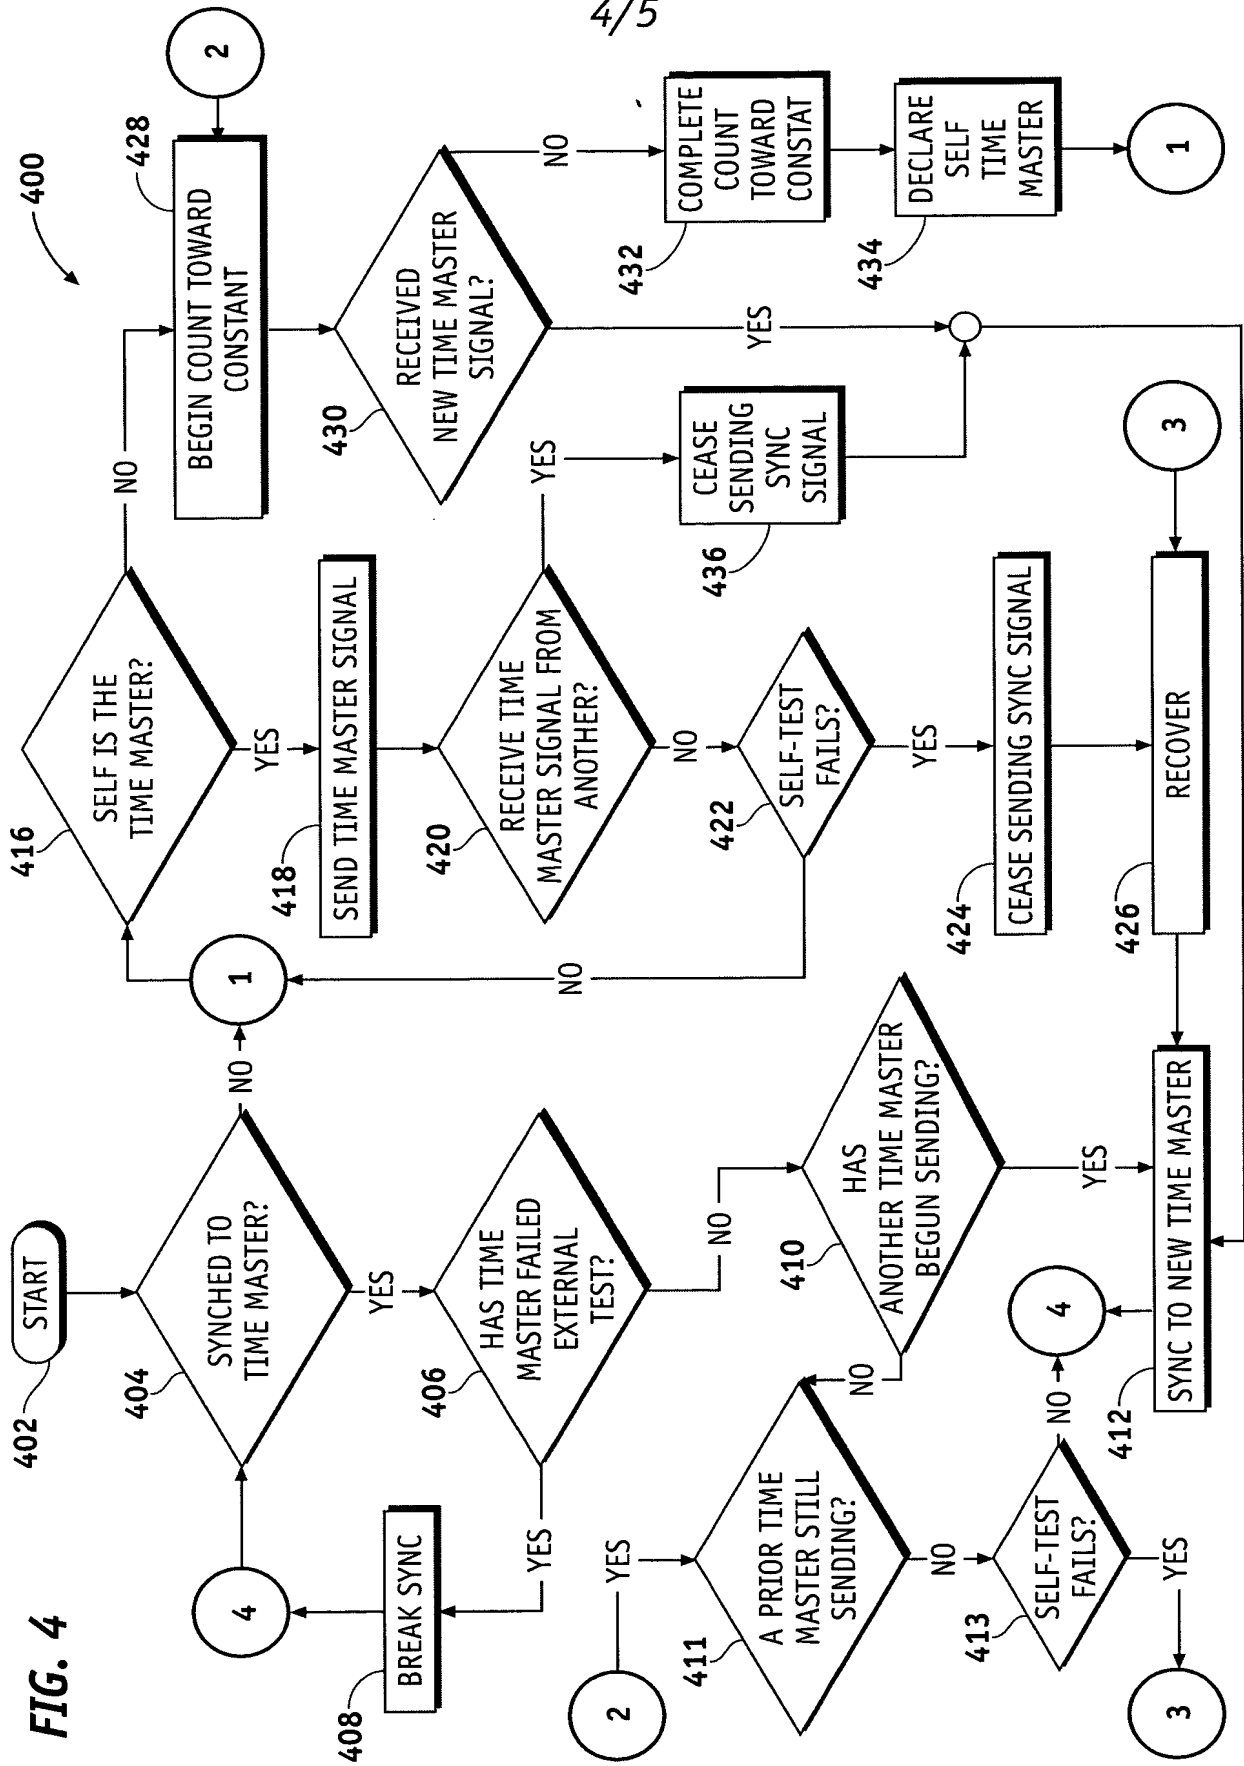 4/5
FIG. 4
400
402
START
404
SYNCHED TO
TIME MASTER?
NO
YES
406
HAS TIME
MASTER FAILED
EXTERNAL
TEST?
YES
NO
408
BREAK SYNC
4
410
HAS
ANOTHER TIME MASTER
BEGUN SENDING?
YES
NO
2
YES
411
A PRIOR TIME
MASTER STILL
SENDING?
NO
413
SELF-TEST
FAILS?
NO
YES
3
4
412
SYNC TO NEW TIME MASTER
1
416
SELF IS THE
TIME MASTER?
NO
YES
418
SEND TIME MASTER SIGNAL
420
RECEIVE TIME
MASTER SIGNAL FROM
ANOTHER?
YES
NO
422
SELF-TEST
FAILS?
NO
YES
424
CEASE SENDING SYNC SIGNAL
426
RECOVER
3
2
428
BEGIN COUNT TOWARD
CONSTANT
430
RECEIVED
NEW TIME MASTER
SIGNAL?
NO
YES
432
COMPLETE
COUNT
TOWARD
CONSTAT
434
DECLARE
SELF
TIME
MASTER
1
436
CEASE
SENDING
SYNC
SIGNAL